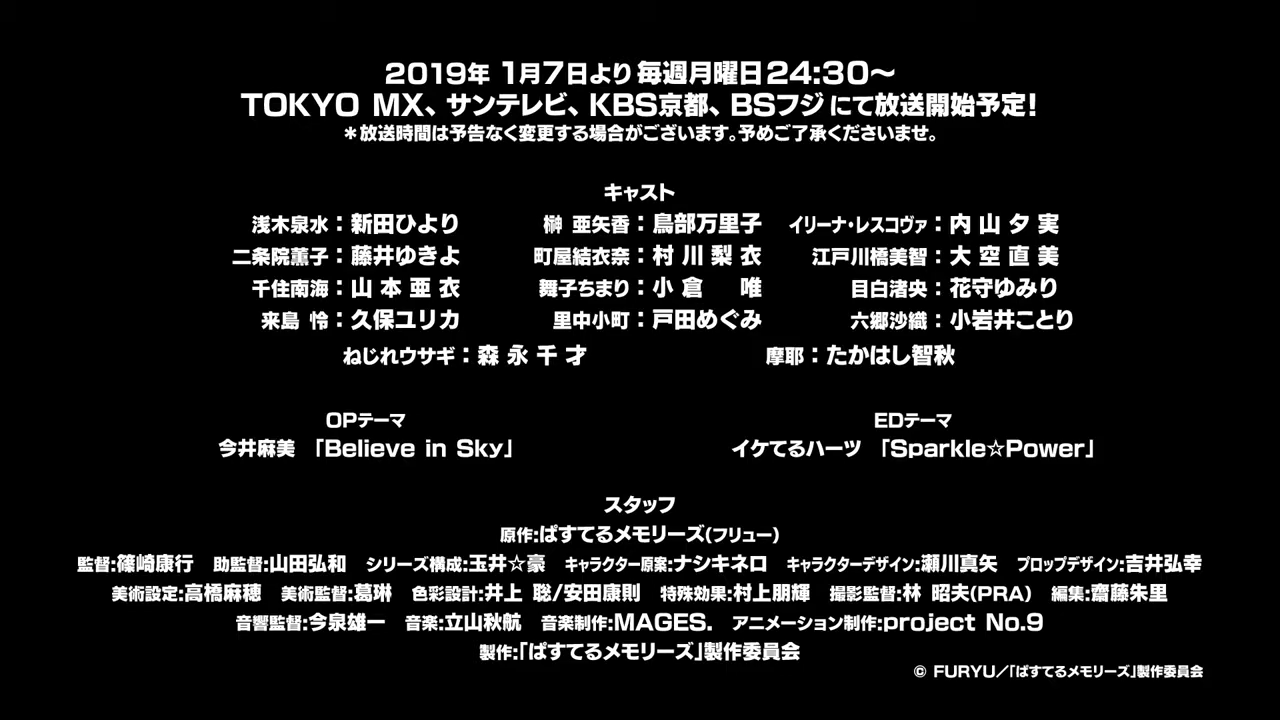 2019年 1月7日より 毎週月曜日24:30〜
TOKYO MX、サンテレビ、KBS京都、BSフジ にて放送開始予定!
＊放送時間は予告なく変更する場合がございます。予めご了承くださいませ。
キャスト
浅木泉水：新田ひより 榊 亜矢香：鳥部万里子 イリーナ・レスコヴァ：内山夕実
二条院薫子：藤井ゆきよ 町屋結衣奈：村川梨衣 江戸川橋美智：大空直美
千住南海：山本亜衣 舞子ちまり：小倉 唯 目白渚央：花守ゆみり
来島 怜：久保ユリカ 里中小町：戸田めぐみ 六郷沙織：小岩井ことり
ねじれウサギ：森永千才 摩耶：たかはし智秋
OPテーマ EDテーマ
今井麻美 「Believe in Sky」 イケてるハーツ 「Sparkle☆Power」
スタッフ
原作:ぱすてるメモリーズ(フリュー)
監督:篠崎康行 助監督:山田弘和 シリーズ構成:玉井☆豪 キャラクター原案:ナシキネロ キャラクターデザイン:瀬川真矢 プロップデザイン:吉井弘幸
美術設定:高橋麻穂 美術監督:葛琳 色彩設計:井上 聡/安田康則 特殊効果:村上朋輝 撮影監督:林 昭夫(PRA) 編集:齋藤朱里
音響監督:今泉雄一 音楽:立山秋航 音楽制作:MAGES. アニメーション制作:project No.9
製作:「ぱすてるメモリーズ」製作委員会
© FURYU／「ぱすてるメモリーズ」製作委員会